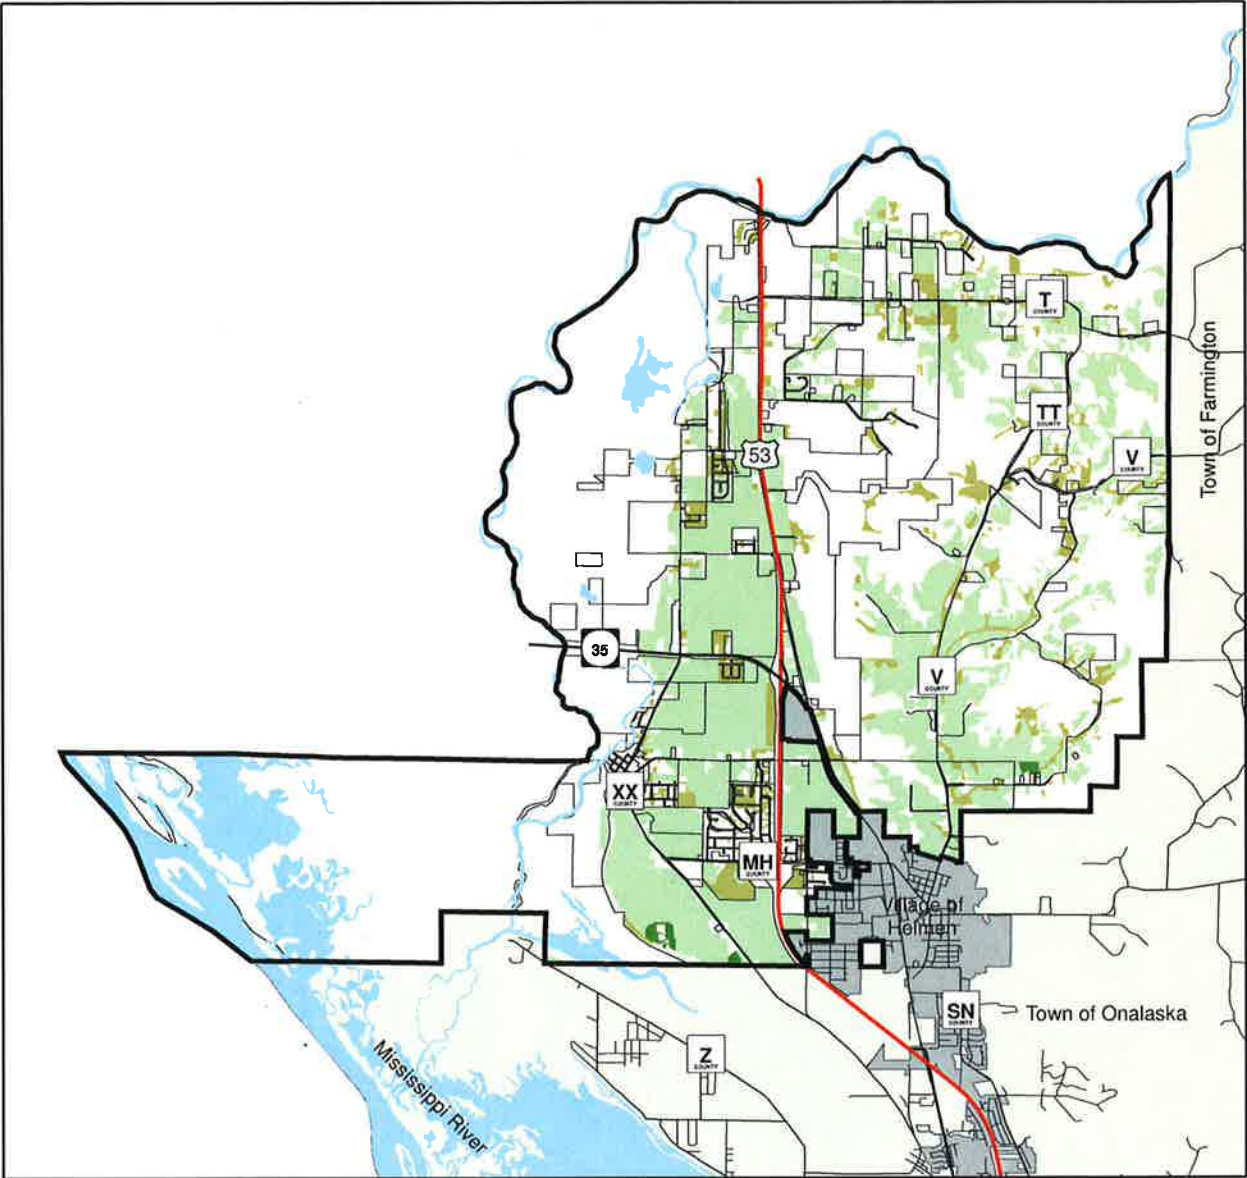 T
COUNTY
Town of Farmington
TT
COUNTY
V
COUNTY
53
35
V
COUNTY
XX
COUNTY
MH
COUNTY
Village of
Holmen
SN
COUNTY
Town of Onalaska
Z
COUNTY
Mississippi River